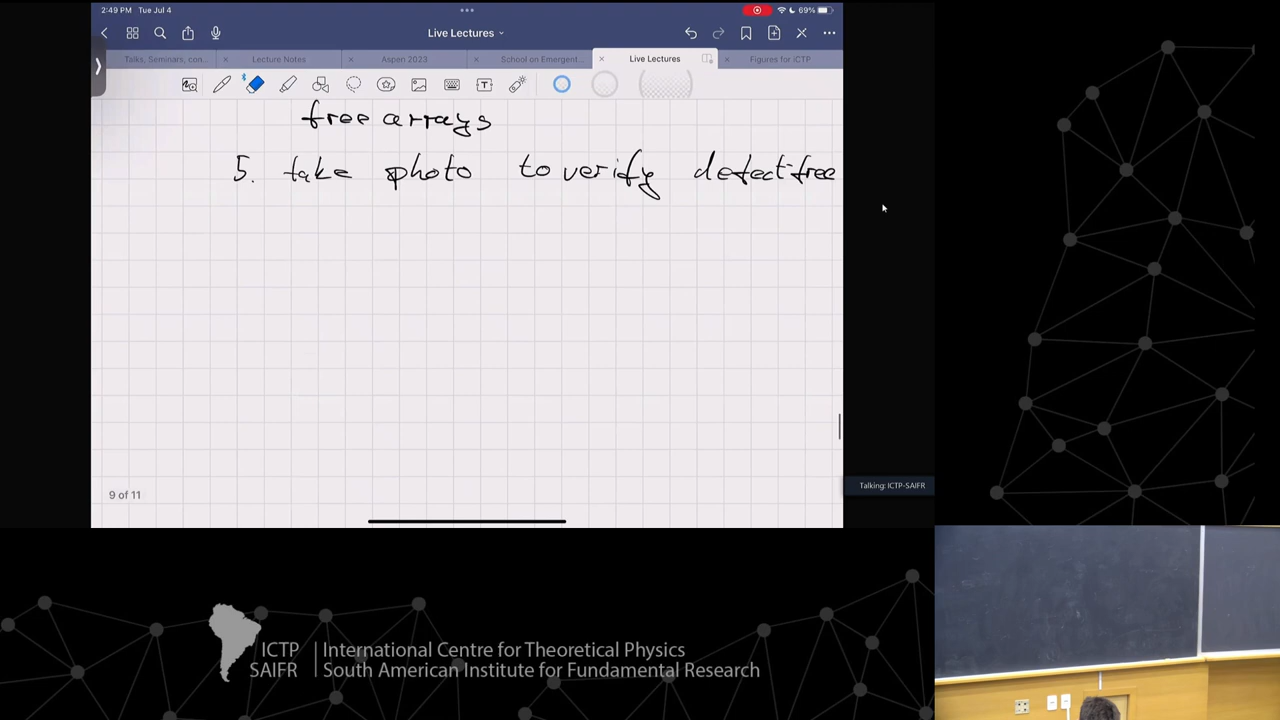 2:49 PM Tue Jul 4
69%
Live Lectures
Talks, Seminars, con...
Lecture Notes
Aspen 2023
School on Emergent...
Live Lectures
Figures for ICTP
free arrays
5. take photo to verify defect-free
9 of 11
Talking: ICTP-SAIFR
ICTP
SAIFR
International Centre for Theoretical Physics
South American Institute for Fundamental Research